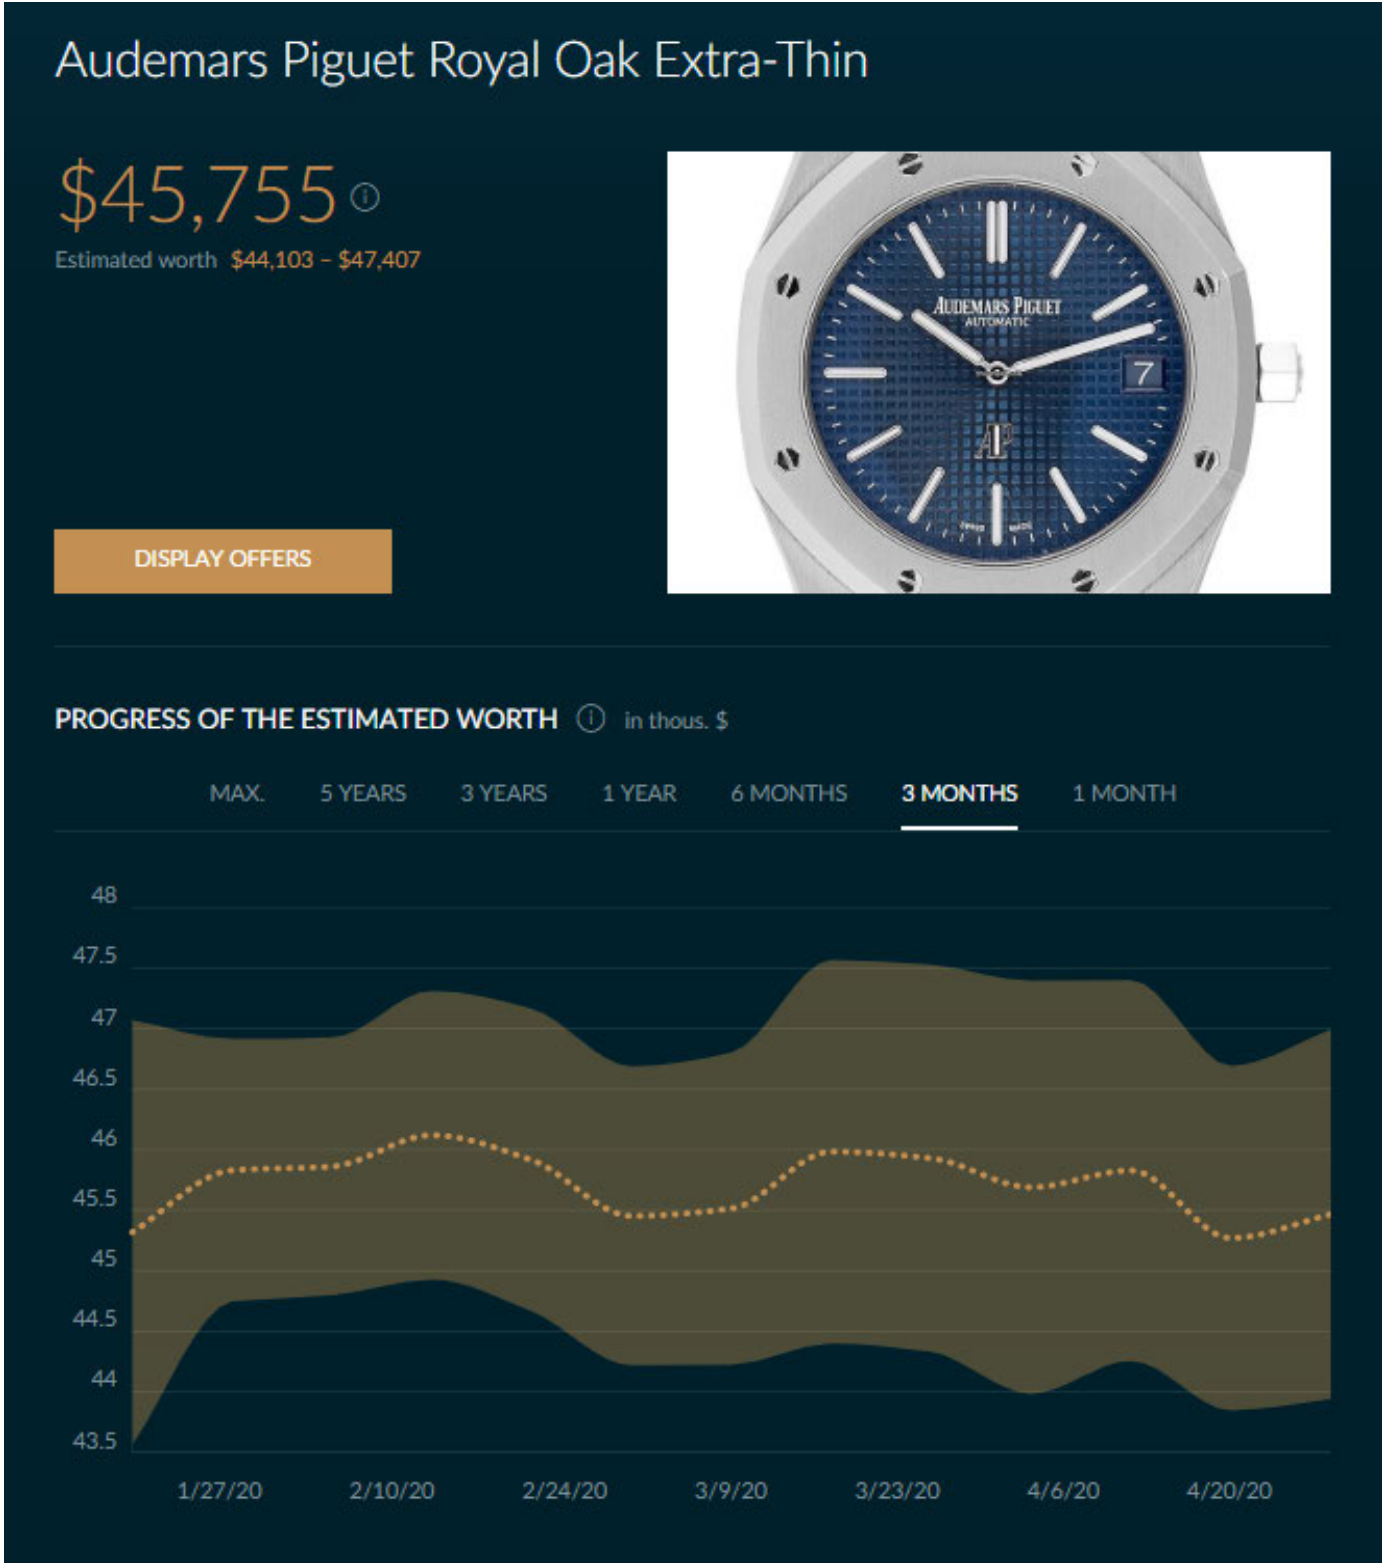 Audemars Piguet Royal Oak Extra-Thin
$45,755
Estimated worth $44,103 – $47,407
AUDEMARS PIGUET
AUTOMATIC
7
AP
SWISS MADE
DISPLAY OFFERS
PROGRESS OF THE ESTIMATED WORTH in thous. $
MAX. 5 YEARS 3 YEARS 1 YEAR 6 MONTHS 3 MONTHS 1 MONTH
48
47.5
47
46.5
46
45.5
45
44.5
44
43.5
1/27/20 2/10/20 2/24/20 3/9/20 3/23/20 4/6/20 4/20/20